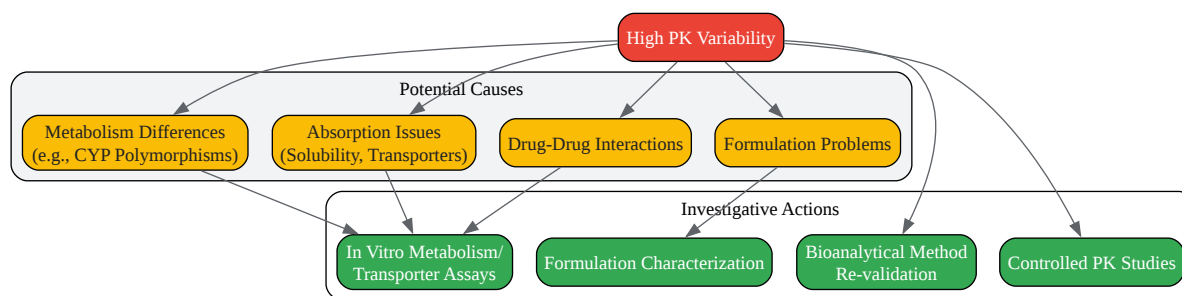 High PK Variability
Potential Causes
Metabolism Differences
(e.g., CYP Polymorphisms)
Absorption Issues
(Solubility, Transporters)
Drug-Drug Interactions
Formulation Problems
Investigative Actions
In Vitro Metabolism/
Transporter Assays
Formulation Characterization
Bioanalytical Method
Re-validation
Controlled PK Studies